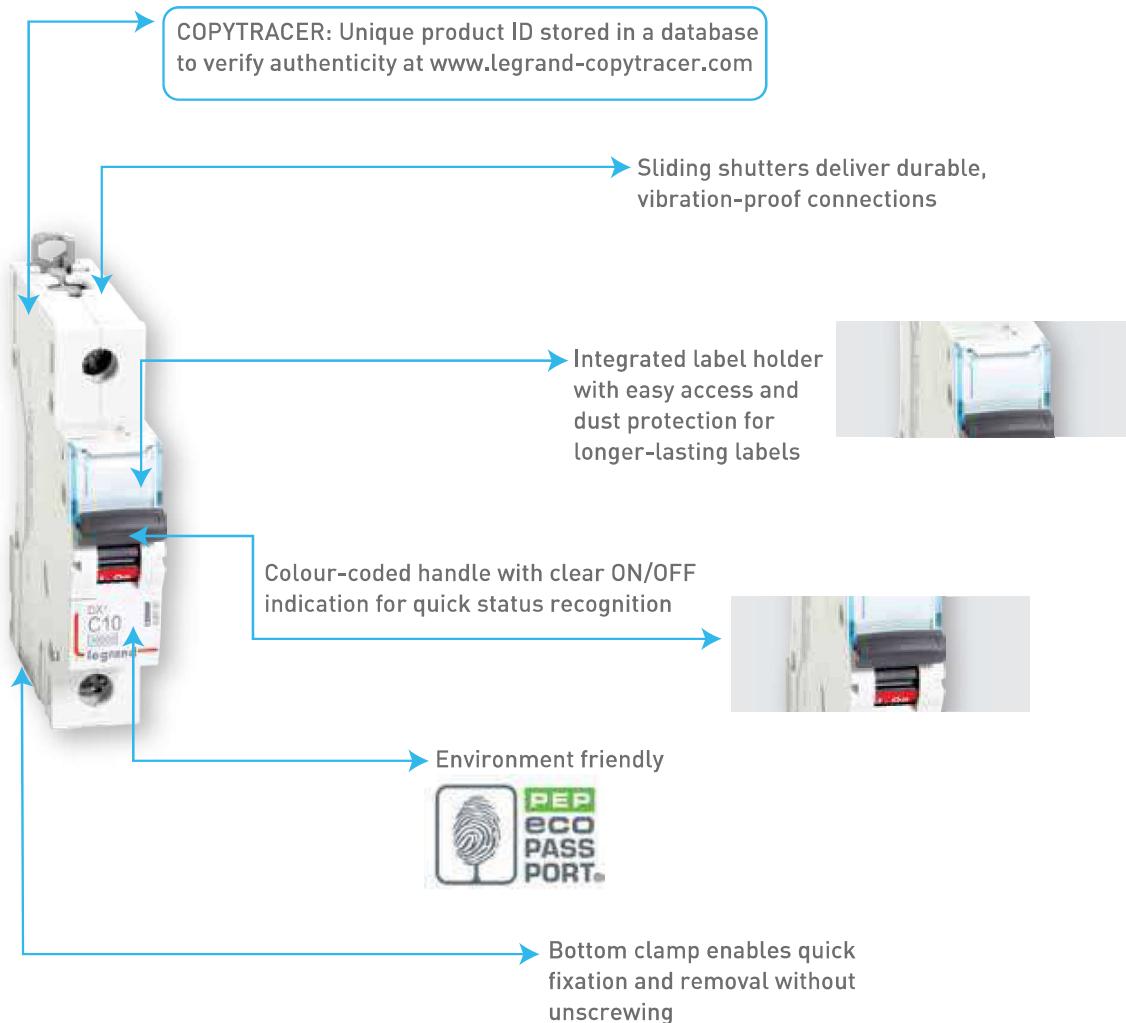 COPYTRACER: Unique product ID stored in a database
to verify authenticity at www.legrand-copytracer.com
Sliding shutters deliver durable,
vibration-proof connections
Integrated label holder
with easy access and
dust protection for
longer-lasting labels
Colour-coded handle with clear ON/OFF
indication for quick status recognition
DX³
C10
legrand
Environment friendly
PEP
eco
PASS
PORT®
Bottom clamp enables quick
fixation and removal without
unscrewing